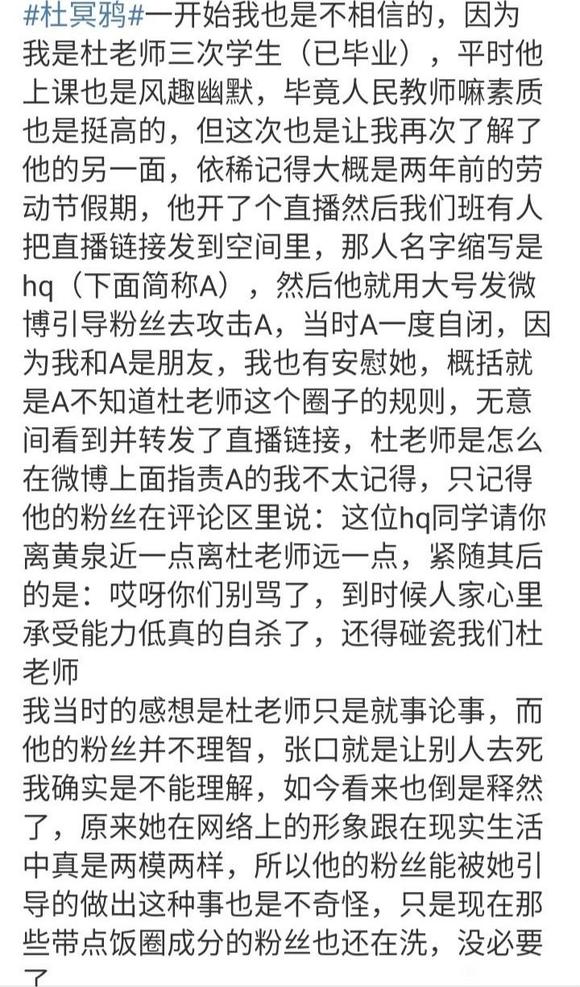 #杜冥鸦#一开始我也是不相信的，因为
我是杜老师三次学生（已毕业），平时他
上课也是风趣幽默，毕竟人民教师嘛素质
也是挺高的，但这次也是让我再次了解了
他的另一面，依稀记得大概是两年前的劳
动节假期，他开了个直播然后我们班有人
把直播链接发到空间里，那人名字缩写是
hq（下面简称A），然后他就用大号发微
博引导粉丝去攻击A，当时A一度自闭，因
为我和A是朋友，我也有安慰她，概括就
是A不知道杜老师这个圈子的规则，无意
间看到并转发了直播链接，杜老师是怎么
在微博上面指责A的我不太记得，只记得
他的粉丝在评论区里说：这位hq同学请你
离黄泉近一点离杜老师远一点，紧随其后
的是：哎呀你们别骂了，到时候人家心里
承受能力低真的自杀了，还得碰瓷我们杜
老师
我当时的感想是杜老师只是就事论事，而
他的粉丝并不理智，张口就是让别人去死
我确实是不能理解，如今看来也倒是释然
了，原来她在网络上的形象跟在现实生活
中真是两模两样，所以他的粉丝能被她引
导的做出这种事也是不奇怪，只是现在那
些带点饭圈成分的粉丝也还在洗，没必要
了